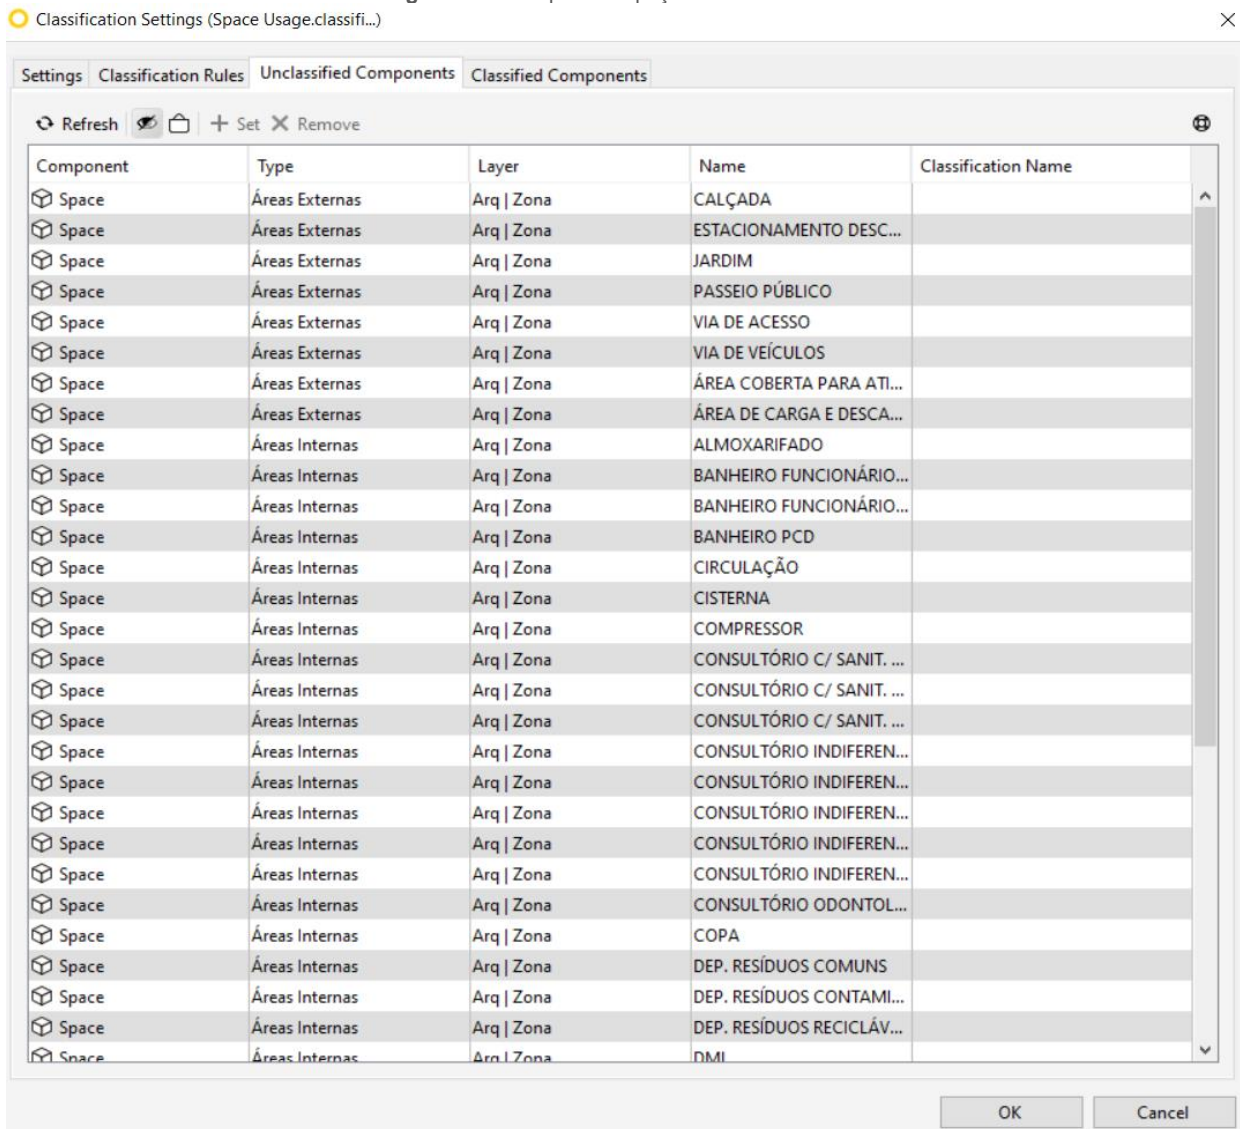 Classification Settings (Space Usage.classifi...)
Settings Classification Rules Unclassified Components Classified Components
Refresh Set Remove
Component Type Layer Name Classification Name
Space Áreas Externas Arq | Zona CALÇADA
Space Áreas Externas Arq | Zona ESTACIONAMENTO DESC...
Space Áreas Externas Arq | Zona JARDIM
Space Áreas Externas Arq | Zona PASSEIO PÚBLICO
Space Áreas Externas Arq | Zona VIA DE ACESSO
Space Áreas Externas Arq | Zona VIA DE VEÍCULOS
Space Áreas Externas Arq | Zona ÁREA COBERTA PARA ATI...
Space Áreas Externas Arq | Zona ÁREA DE CARGA E DESCA...
Space Áreas Internas Arq | Zona ALMOXARIFADO
Space Áreas Internas Arq | Zona BANHEIRO FUNCIONÁRIO...
Space Áreas Internas Arq | Zona BANHEIRO FUNCIONÁRIO...
Space Áreas Internas Arq | Zona BANHEIRO PCD
Space Áreas Internas Arq | Zona CIRCULAÇÃO
Space Áreas Internas Arq | Zona CISTERNA
Space Áreas Internas Arq | Zona COMPRESSOR
Space Áreas Internas Arq | Zona CONSULTÓRIO C/ SANIT. ...
Space Áreas Internas Arq | Zona CONSULTÓRIO C/ SANIT. ...
Space Áreas Internas Arq | Zona CONSULTÓRIO C/ SANIT. ...
Space Áreas Internas Arq | Zona CONSULTÓRIO INDIFEREN...
Space Áreas Internas Arq | Zona CONSULTÓRIO INDIFEREN...
Space Áreas Internas Arq | Zona CONSULTÓRIO INDIFEREN...
Space Áreas Internas Arq | Zona CONSULTÓRIO INDIFEREN...
Space Áreas Internas Arq | Zona CONSULTÓRIO INDIFEREN...
Space Áreas Internas Arq | Zona CONSULTÓRIO ODONTOL...
Space Áreas Internas Arq | Zona COPA
Space Áreas Internas Arq | Zona DEP. RESÍDUOS COMUNS
Space Áreas Internas Arq | Zona DEP. RESÍDUOS CONTAMI...
Space Áreas Internas Arq | Zona DEP. RESÍDUOS RECICLÁV...
Space Áreas Internas Arq | Zona DML
OK Cancel